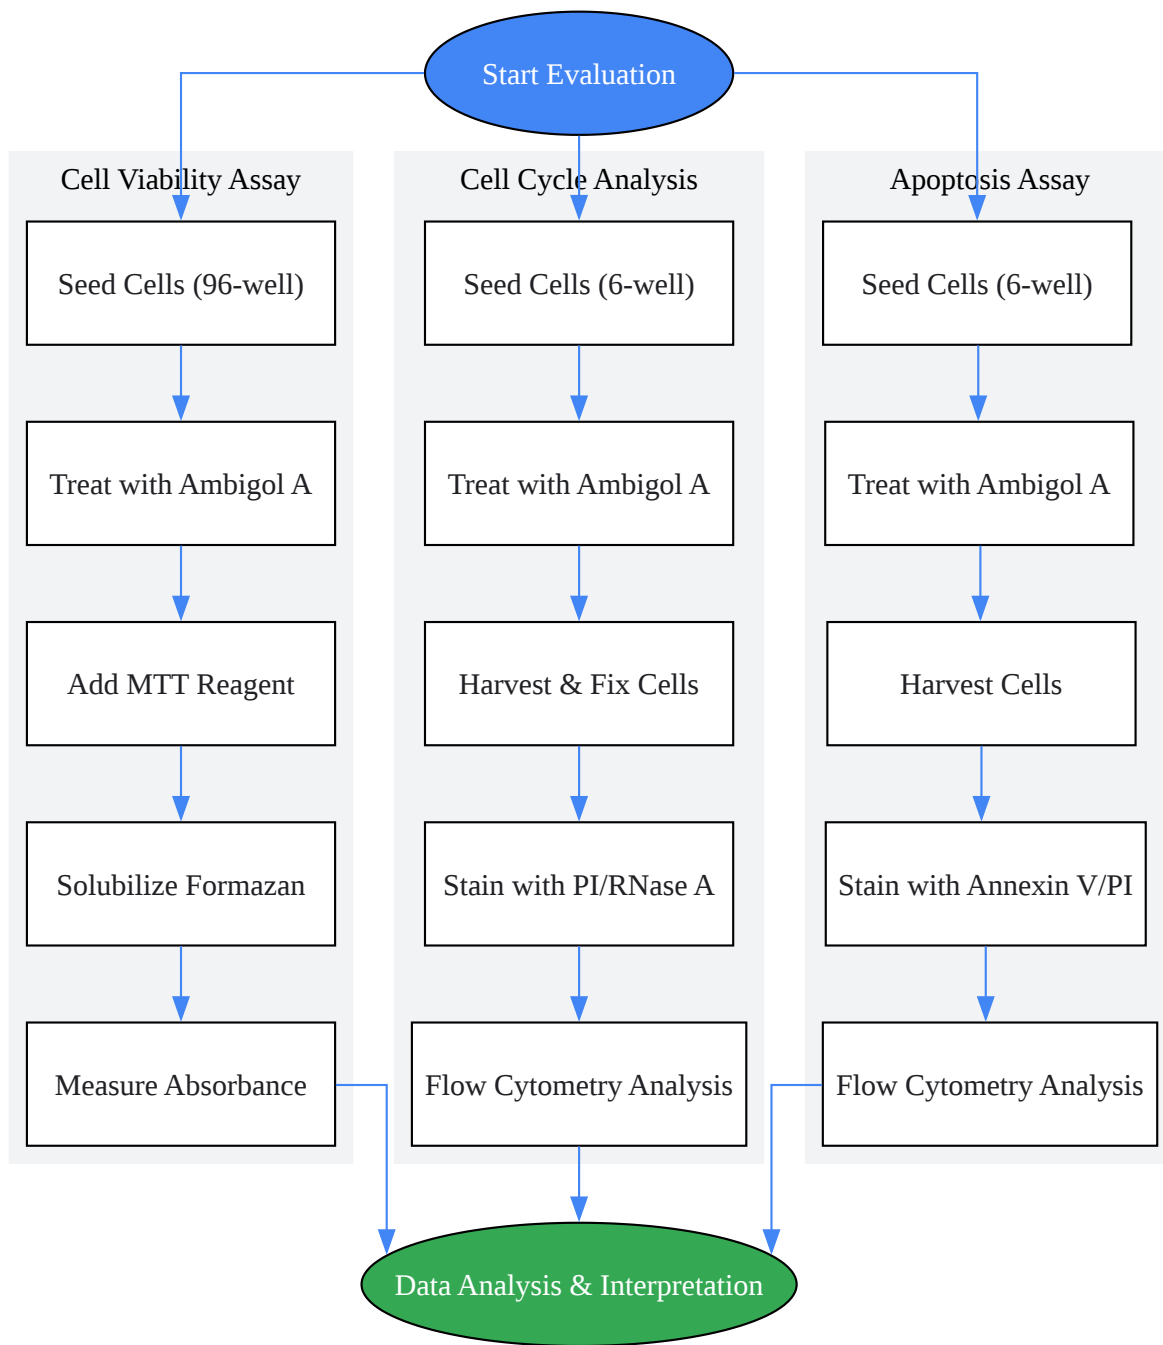 Start Evaluation
Cell Viability Assay
Seed Cells (96-well)
Treat with Ambigol A
Add MTT Reagent
Solubilize Formazan
Measure Absorbance
Cell Cycle Analysis
Seed Cells (6-well)
Treat with Ambigol A
Harvest & Fix Cells
Stain with PI/RNase A
Flow Cytometry Analysis
Apoptosis Assay
Seed Cells (6-well)
Treat with Ambigol A
Harvest Cells
Stain with Annexin V/PI
Flow Cytometry Analysis
Data Analysis & Interpretation